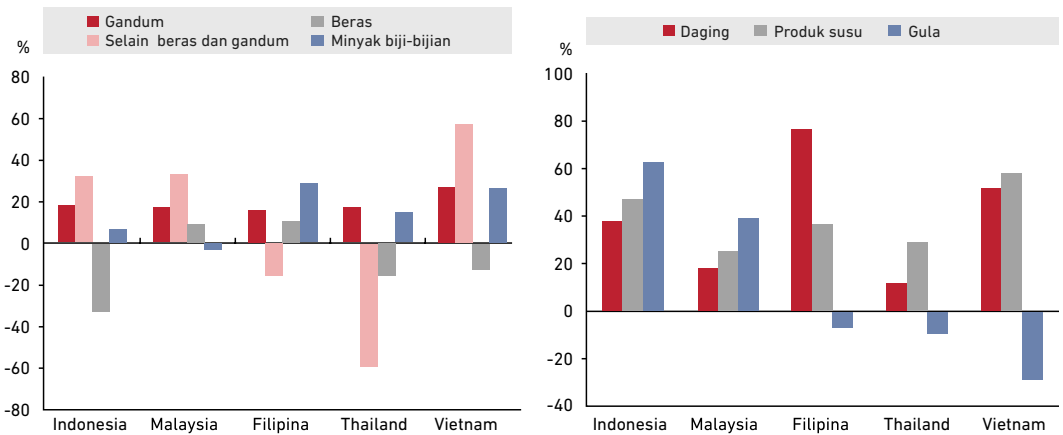 Gandum
Beras
Selain beras dan gandum
Minyak biji-bijian
%
80
60
40
20
0
-20
-40
-60
-80
Indonesia Malaysia Filipina Thailand Vietnam
Daging Produk susu Gula
%
100
80
60
40
20
0
-20
-40
Indonesia Malaysia Filipina Thailand Vietnam